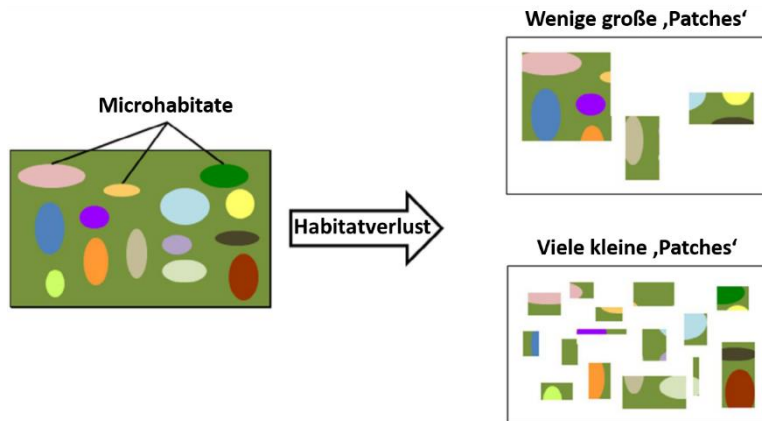 Wenige große ‚Patches‘
Microhabitate
Habitatverlust
Viele kleine ‚Patches‘